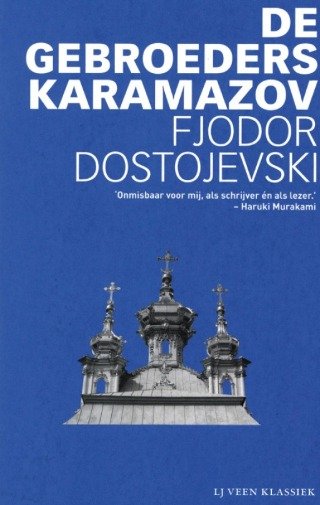 DE
GEBROEDERS
KARAMAZOV
FJODOR
DOSTOJEVSKI
'Onmisbaar voor mij, als schrijver én als lezer.'
– Haruki Murakami
LJ VEEN KLASSIEK